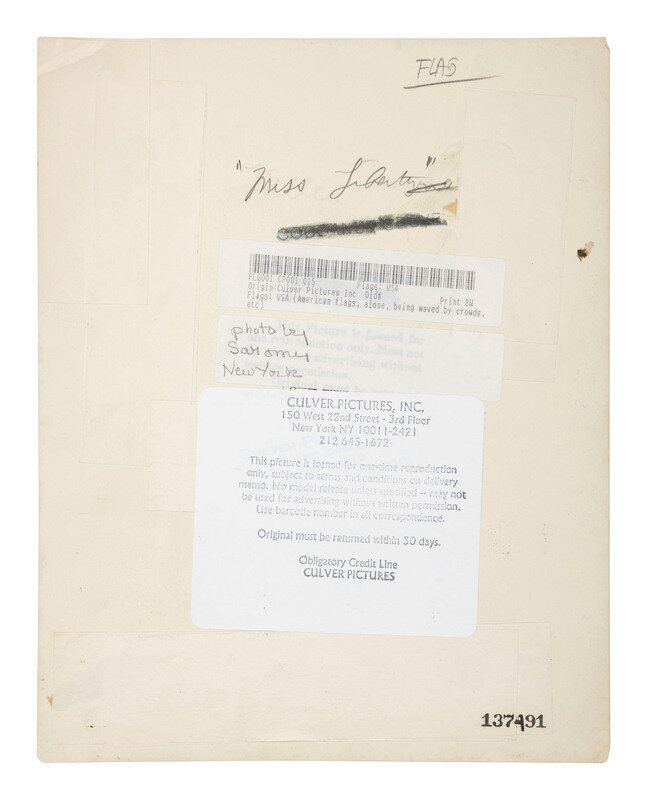 FLAG
"Miss Liberty"
FLG001 CP001 015 Flags: USA
Origin:Culver Pictures Inc Old# Print BW
Flags: USA (American flags, alone, being waved by crowds, etc)
photo by
Sarony
New York
CULVER PICTURES, INC.
150 West 22nd Street - 3rd Floor
New York NY 10011-2421
212 645-1672
This picture is loaned for one-time reproduction
only, subject to terms and conditions on delivery
memo. No model release unless specified -- may not
be used for advertising without written permission.
Use barcode number in all correspondence.
Original must be returned within 30 days.
Obligatory Credit Line
CULVER PICTURES
137491